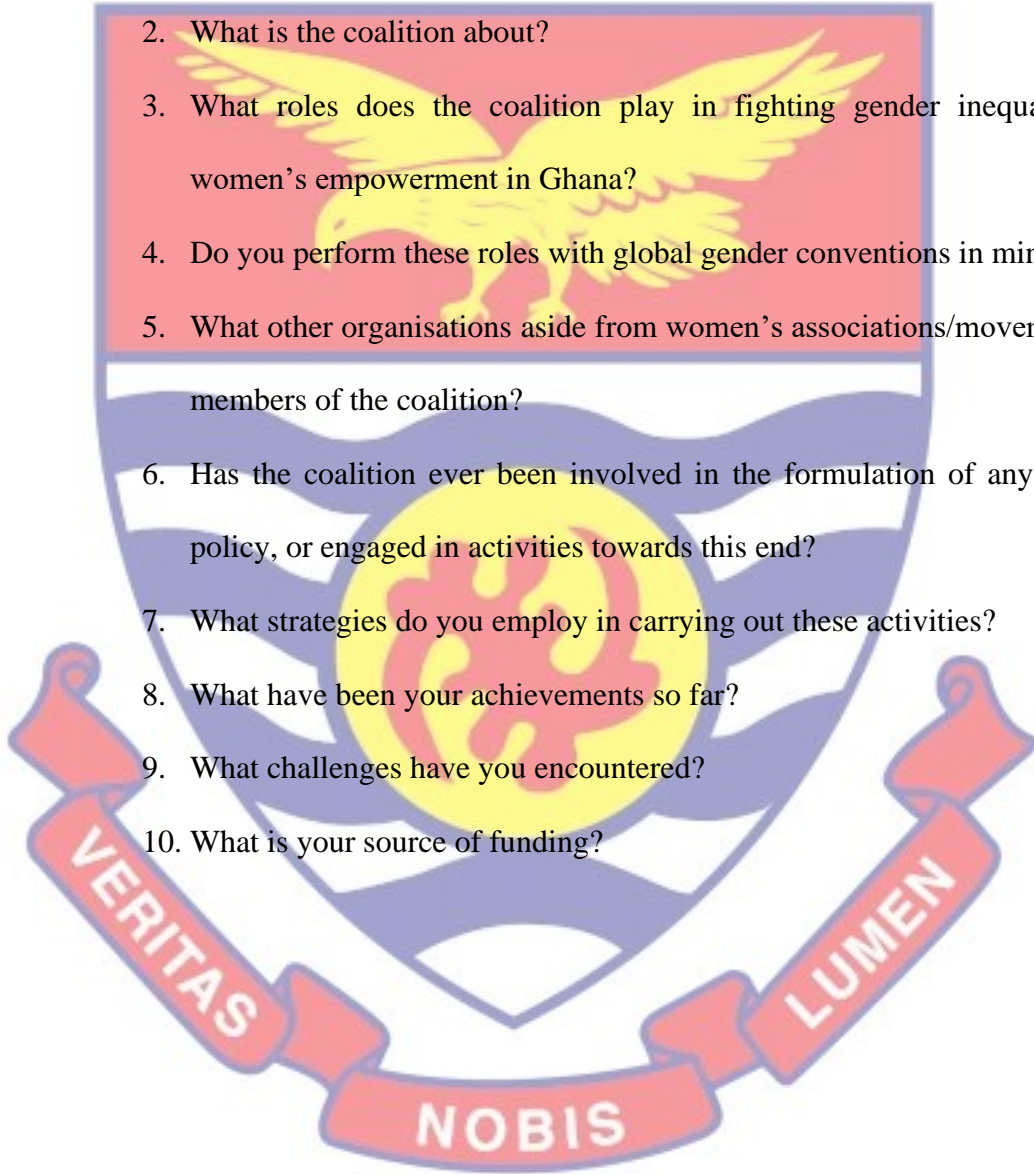 2. What is the coalition about?
3. What roles does the coalition play in fighting gender
women's empowerment in Ghana?
4. Do you perform these roles with global gender conventions in
5. What other organisations aside from women's
members of the coalition?
6. Has the coalition ever been involved in the formulation of any
policy, or engaged in activities towards this end?
7. What strategies do you employ in carrying out these activities?
8. What have been your achievements so far?
9. What challenges have you encountered?
10. What is your source of funding?
VERITAS
NOBIS
LUMEN